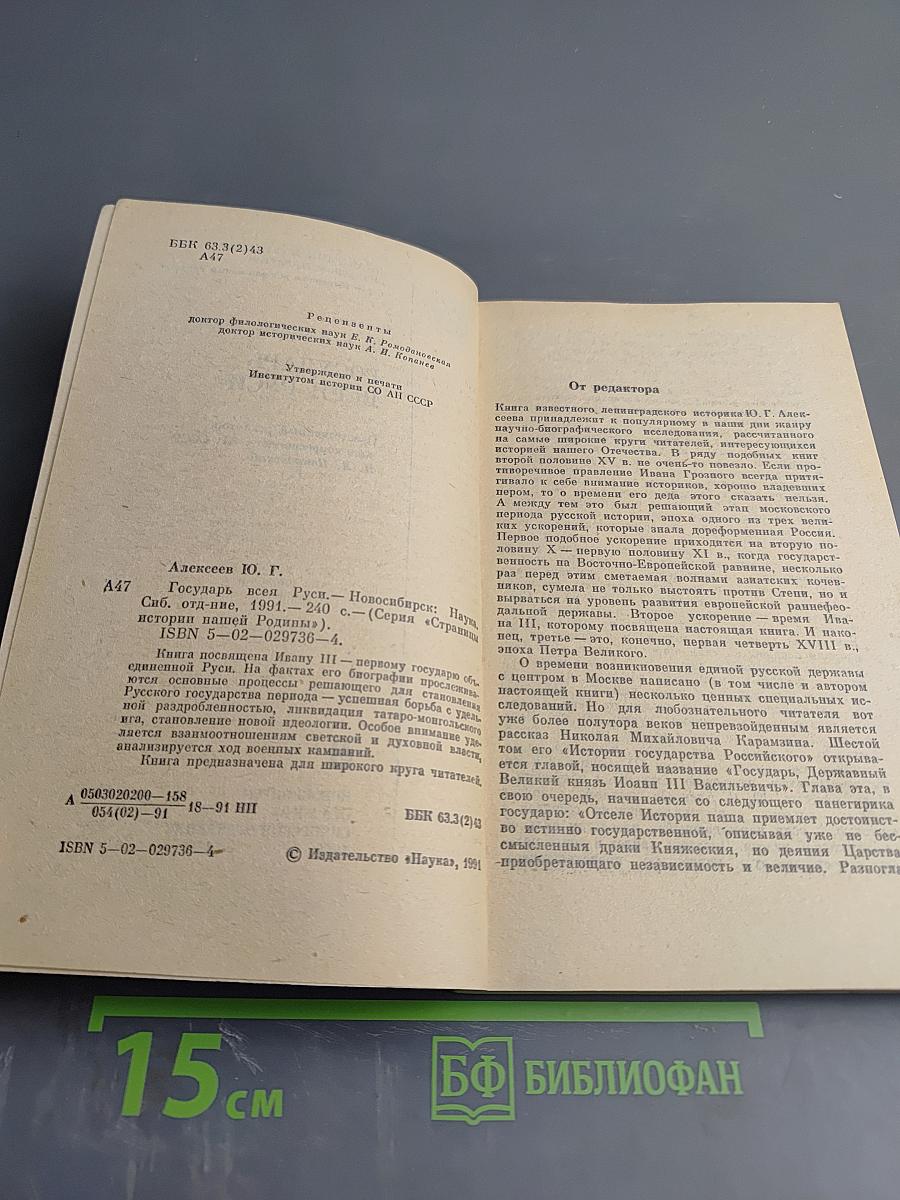 ББК 63.3(2)43
А47
Рецензенты
доктор филологических наук Е. К. Ромодановская
доктор исторических наук А. И. Копанев
Утверждено к печати
Институтом истории СО АН СССР
Алексеев Ю. Г.
А47 Государь всея Руси.— Новосибирск: Наука.
Сиб. отд-ние, 1991.— 240 с.— (Серия «Страницы
истории нашей Родины»).
ISBN 5—02—029736—4.
Книга посвящена Ивану III — первому государю объ-
единенной Руси. На фактах его биографии прослежива-
ются основные процессы решающего для становления
Русского государства периода — успешная борьба с удель-
ной раздробленностью, ликвидация татаро-монгольского
ига, становление новой идеологии. Особое внимание уде-
ляется взаимоотношениям светской и духовной власти,
анализируется ход военных кампаний.
Книга предназначена для широкого круга читателей.
А 0503020200—158
054(02)—91 18—91 НП
ББК 63.3(2)43
ISBN 5—02—029736—4
© Издательство «Наука», 1991
От редактора
Книга известного ленинградского историка Ю. Г. Алек-
сеева принадлежит к популярному в наши дни жанру
научно-биографического исследования, рассчитанного
на самые широкие круги читателей, интересующихся
историей нашего Отечества. В ряду подобных книг
второй половине XV в. не очень-то повезло. Если про-
тиворечивое правление Ивана Грозного всегда притя-
гивало к себе внимание историков, хорошо владевших
пером, то о времени его деда этого сказать нельзя.
А между тем это был решающий этап московского
периода русской истории, эпоха одного из трех вели-
ких ускорений, которые знала дореформенная Россия.
Первое подобное ускорение приходится на вторую по-
ловину X — первую половину XI в., когда государст-
венность на Восточно-Европейской равнине, несколько
раз перед этим сметаемая волнами азиатских кочев-
ников, сумела не только выстоять против Степи, но и
вырваться на уровень развития европейской раннефео-
дальной державы. Второе ускорение — время Ива-
на III, которому посвящена настоящая книга. И нако-
нец, третье — это, конечно, первая четверть XVIII в.,
эпоха Петра Великого.
О времени возникновения единой русской державы
с центром в Москве написано (в том числе и автором
настоящей книги) несколько ценных специальных ис-
следований. Но для любознательного читателя вот
уже более полутора веков непревзойденным является
рассказ Николая Михайловича Карамзина. Шестой
том его «Истории государства Российского» открыва-
ется главой, носящей название «Государь, Державный
Великий князь Иоанн III Васильевич». Глава эта, в
свою очередь, начинается со следующего панегирика
государю: «Отселе История наша приемлет достоинст-
во истинно государственной, описывая уже не бес-
смысленныя драки Княжеския, но деяния Царства
приобретающаго независимость и величие. Разногла
15 см
БФ БИБЛИОФАН